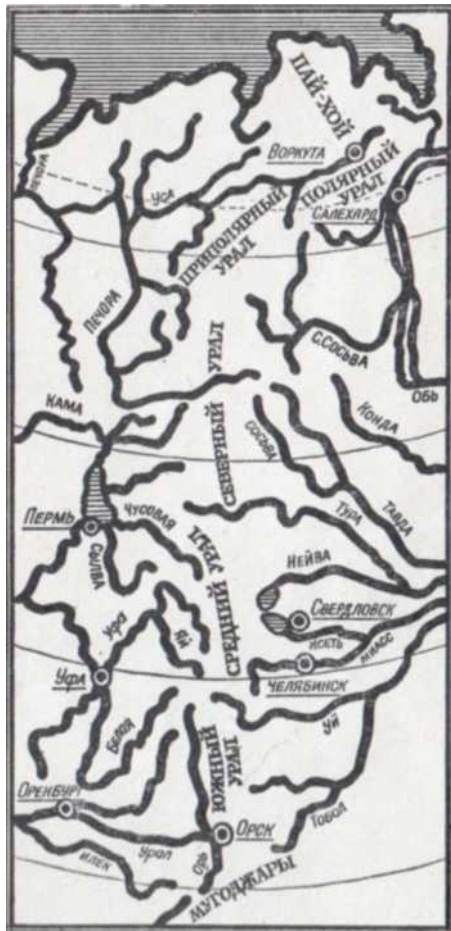 ПАЙ-ХОЙ
ВОРКУТА
УСА
ПОЛЯРНЫЙ
УРАЛ
САЛЕХАРД
ПРИПОЛЯРНЫЙ
УРАЛ
ПЕЧОРА
С.СОСЬВА
ОБЬ
УРАЛ
СЕВЕРНЫЙ
КАМА
КОНДА
СОСЬВА
ТАВДА
ТУРА
ПЕРМЬ
ЧУСОВАЯ
СЫЛВА
НЕЙВА
СРЕДНИЙ УРАЛ
СВЕРДЛОВСК
ИСЕТЬ
МИАСС
УФА
АЙ
УФА
ЧЕЛЯБИНСК
БЕЛАЯ
УЙ
ЮЖНЫЙ
УРАЛ
ОРЕНБУРГ
ТОБОЛ
ОРСК
УРАЛ
ИЛЕК
ОРЬ
МУГОДЖАРЫ